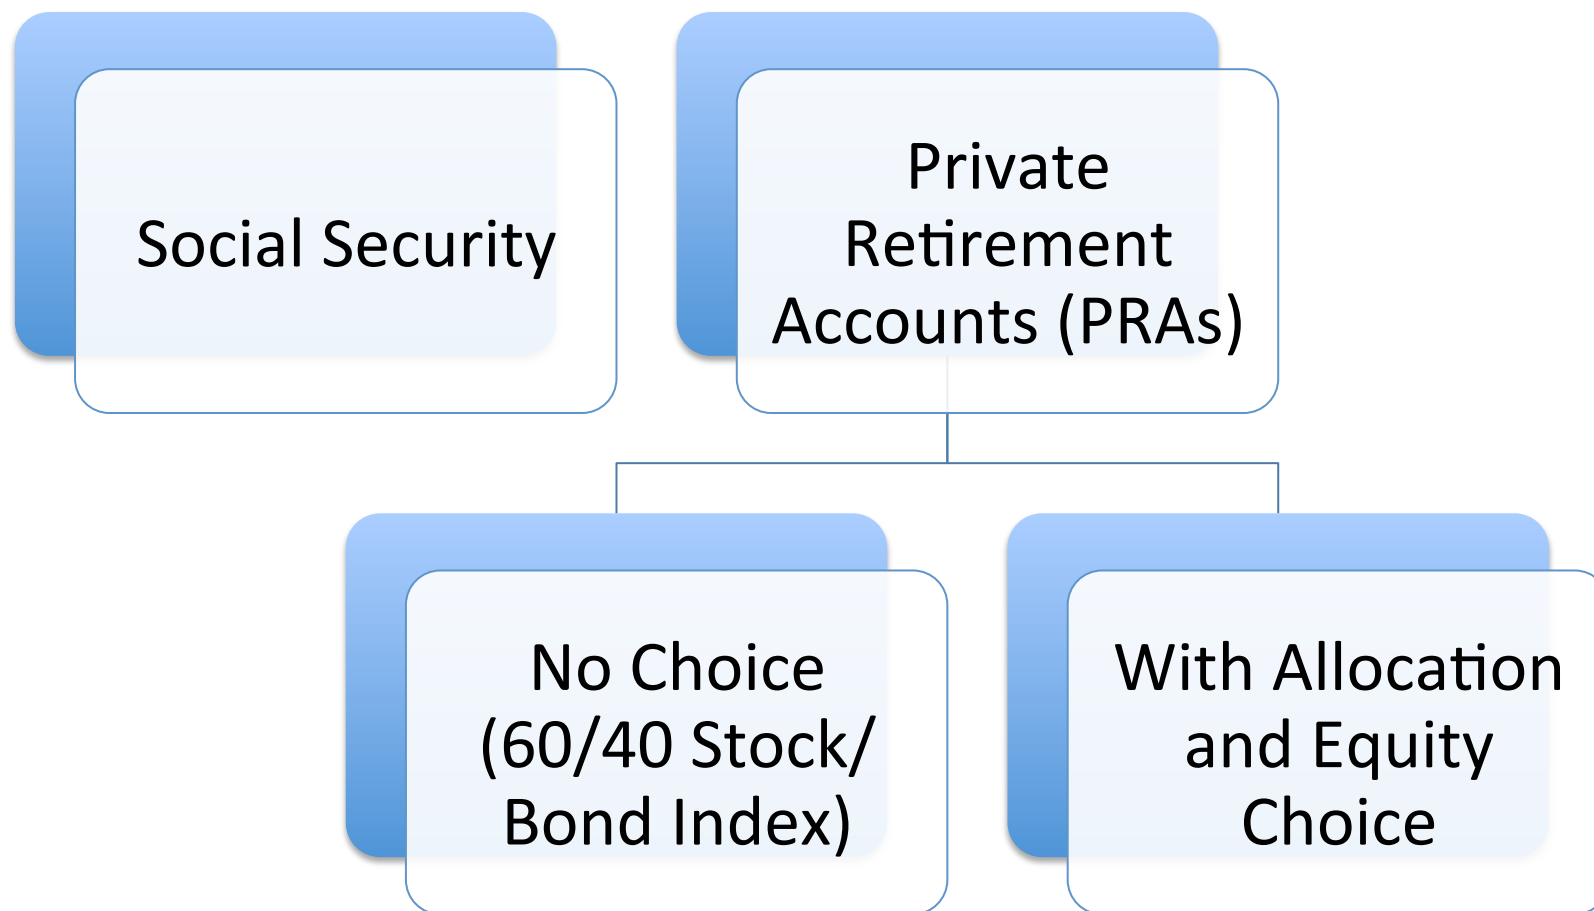 Social Security
Private
Retirement
Accounts (PRAs)
No Choice
(60/40 Stock/
Bond Index)
With Allocation
and Equity
Choice